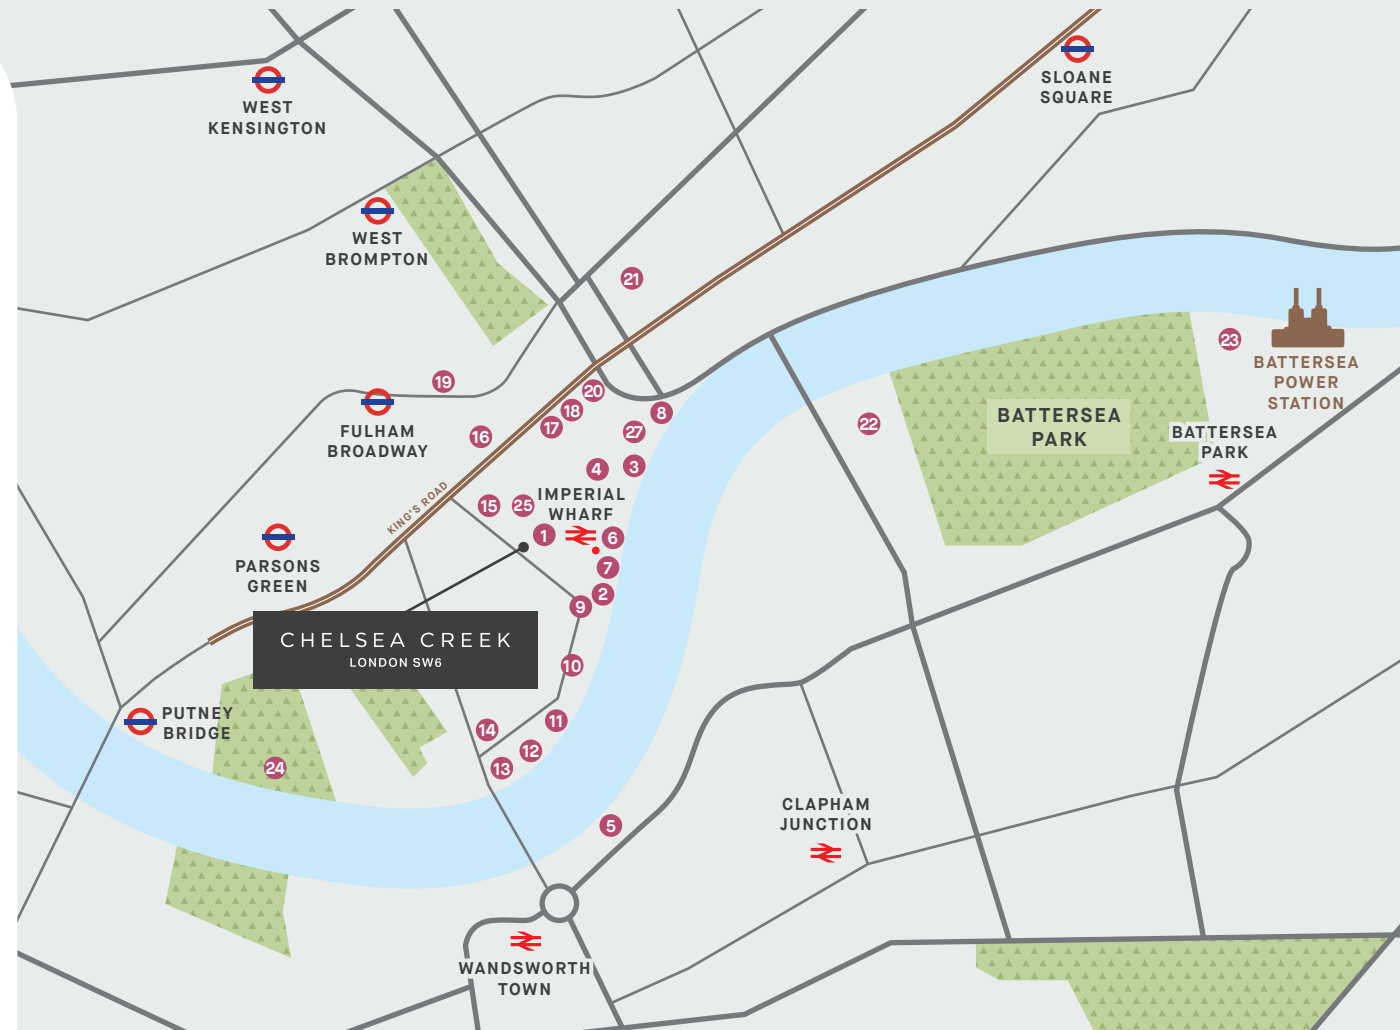 SLOANE
SQUARE
WEST
KENSINGTON
WEST
BROMPTON
21
23
BATTERSEA
POWER
STATION
19
20
18
17
8
27
16
22
BATTERSEA
PARK
BATTERSEA
PARK
FULHAM
BROADWAY
4
3
KING'S ROAD
15
25
IMPERIAL
WHARF
1
6
7
2
9
PARSONS
GREEN
CHELSEA CREEK
LONDON SW6
10
PUTNEY
BRIDGE
14
11
12
13
24
5
CLAPHAM
JUNCTION
WANDSWORTH
TOWN